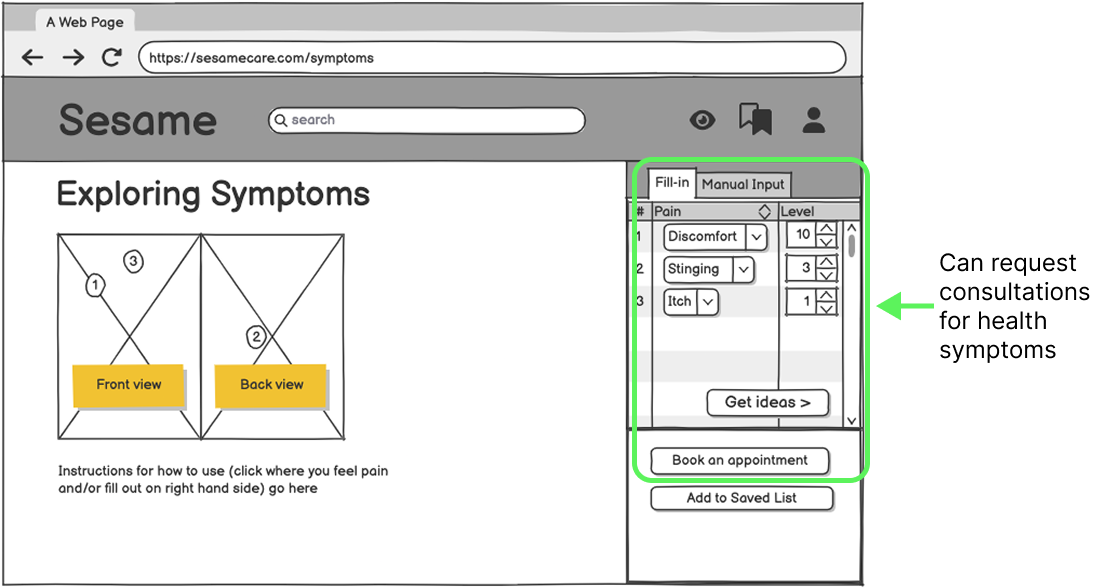 A Web Page
https://sesamecare.com/symptoms
Sesame
search
Exploring Symptoms
1
3
2
Front view
Back view
Instructions for how to use (click where you feel pain
and/or fill out on right hand side) go here
Fill-in
Manual Input
# Pain Level
1 Discomfort 10
2 Stinging 3
3 Itch 1
Get ideas >
Book an appointment
Add to Saved List
Can request
consultations
for health
symptoms